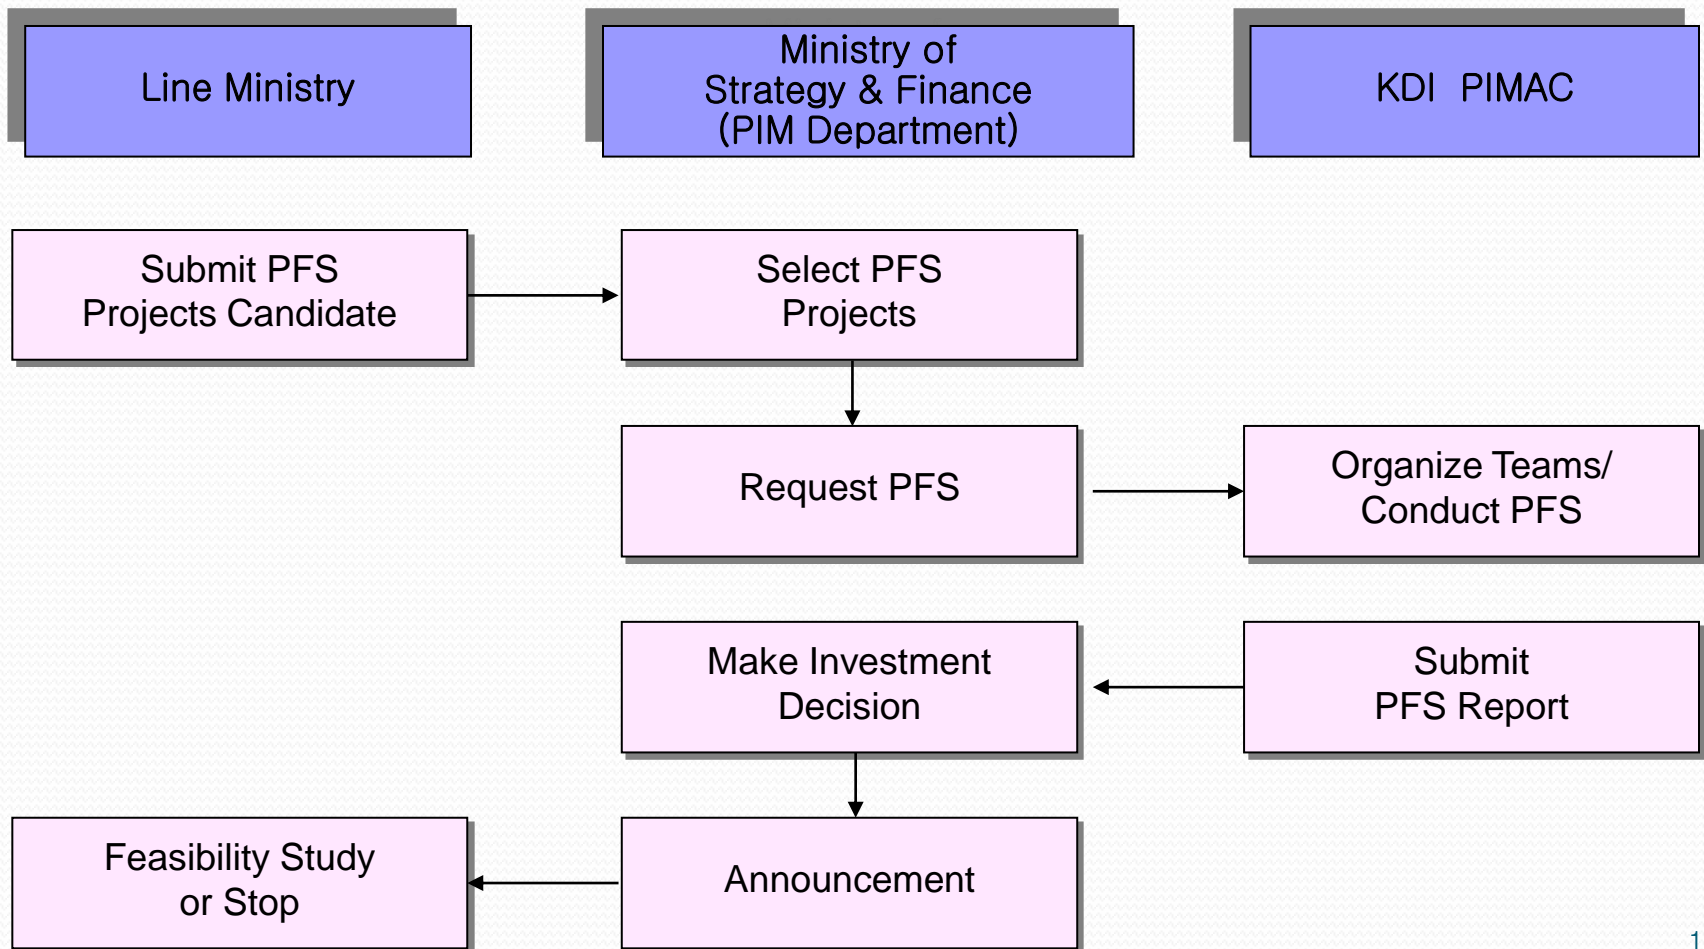 Line Ministry
Ministry of
Strategy & Finance
(PIM Department)
KDI PIMAC
Submit PFS
Projects Candidate
Select PFS
Projects
Request PFS
Organize Teams/
Conduct PFS
Make Investment
Decision
Submit
PFS Report
Feasibility Study
or Stop
Announcement
1